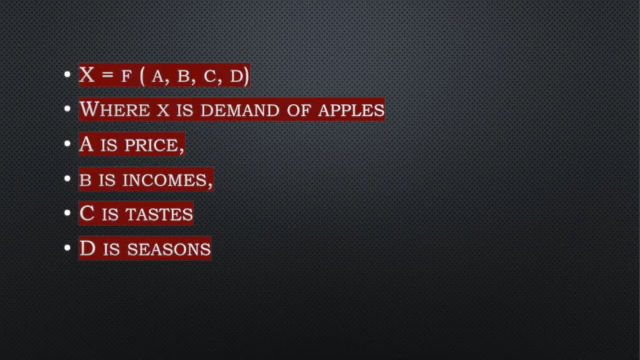 • X = F ( A, B, C, D)
• WHERE X IS DEMAND OF APPLES
• A IS PRICE,
• B IS INCOMES,
• C IS TASTES
• D IS SEASONS